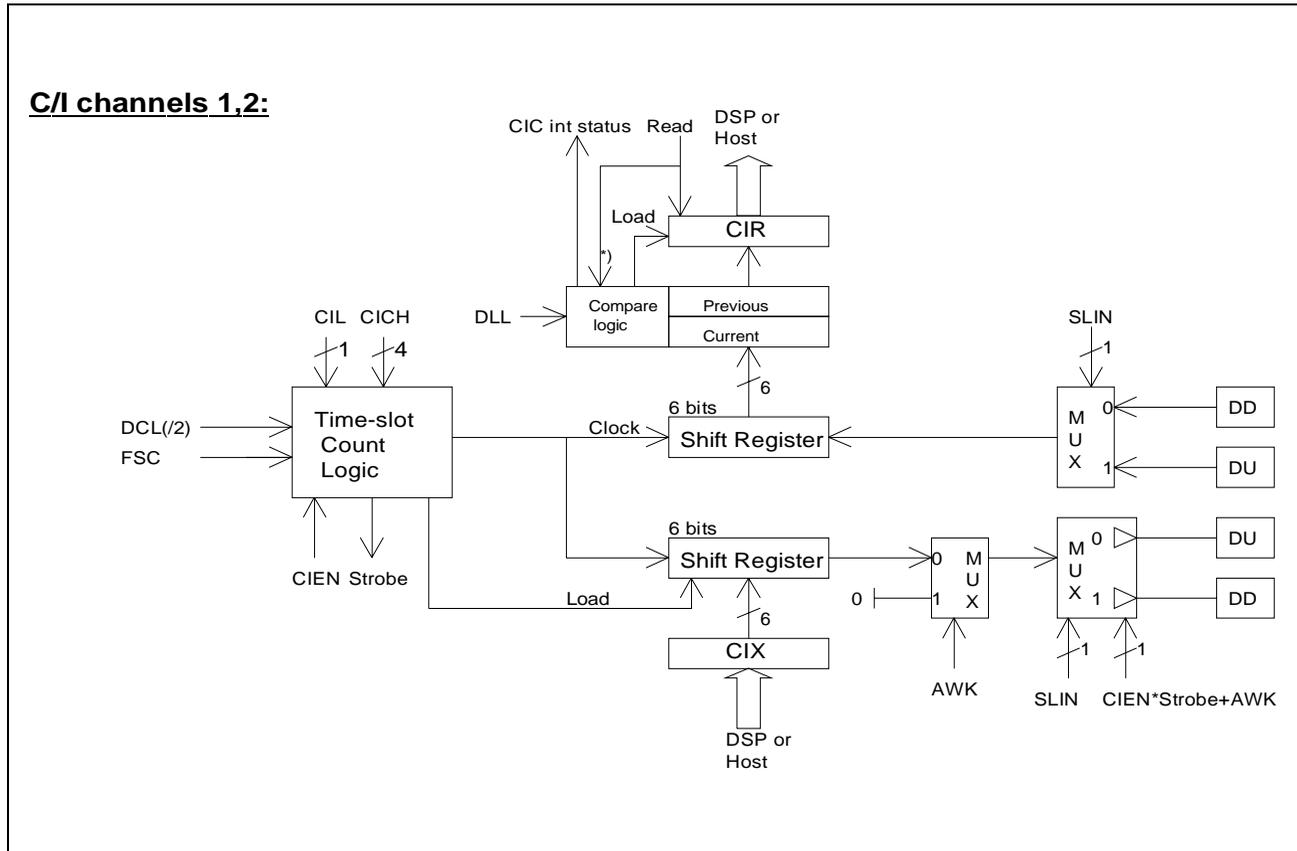 C/I channels 1,2:
CIC int status
Read
DSP or
Host
Load
CIR
*)
DLL
Compare
logic
Previous
Current
CIL
CICH
1
4
SLIN
1
6
DCL(/2)
FSC
Time-slot
Count
Logic
Clock
6 bits
Shift Register
M
U
X
0
1
DD
DU
CIEN
Strobe
Load
6 bits
Shift Register
6
CIX
DSP or
Host
0
0
1
M
U
X
AWK
M
U
X
0
1
DU
DD
1
1
SLIN
CIEN*Strobe+AWK